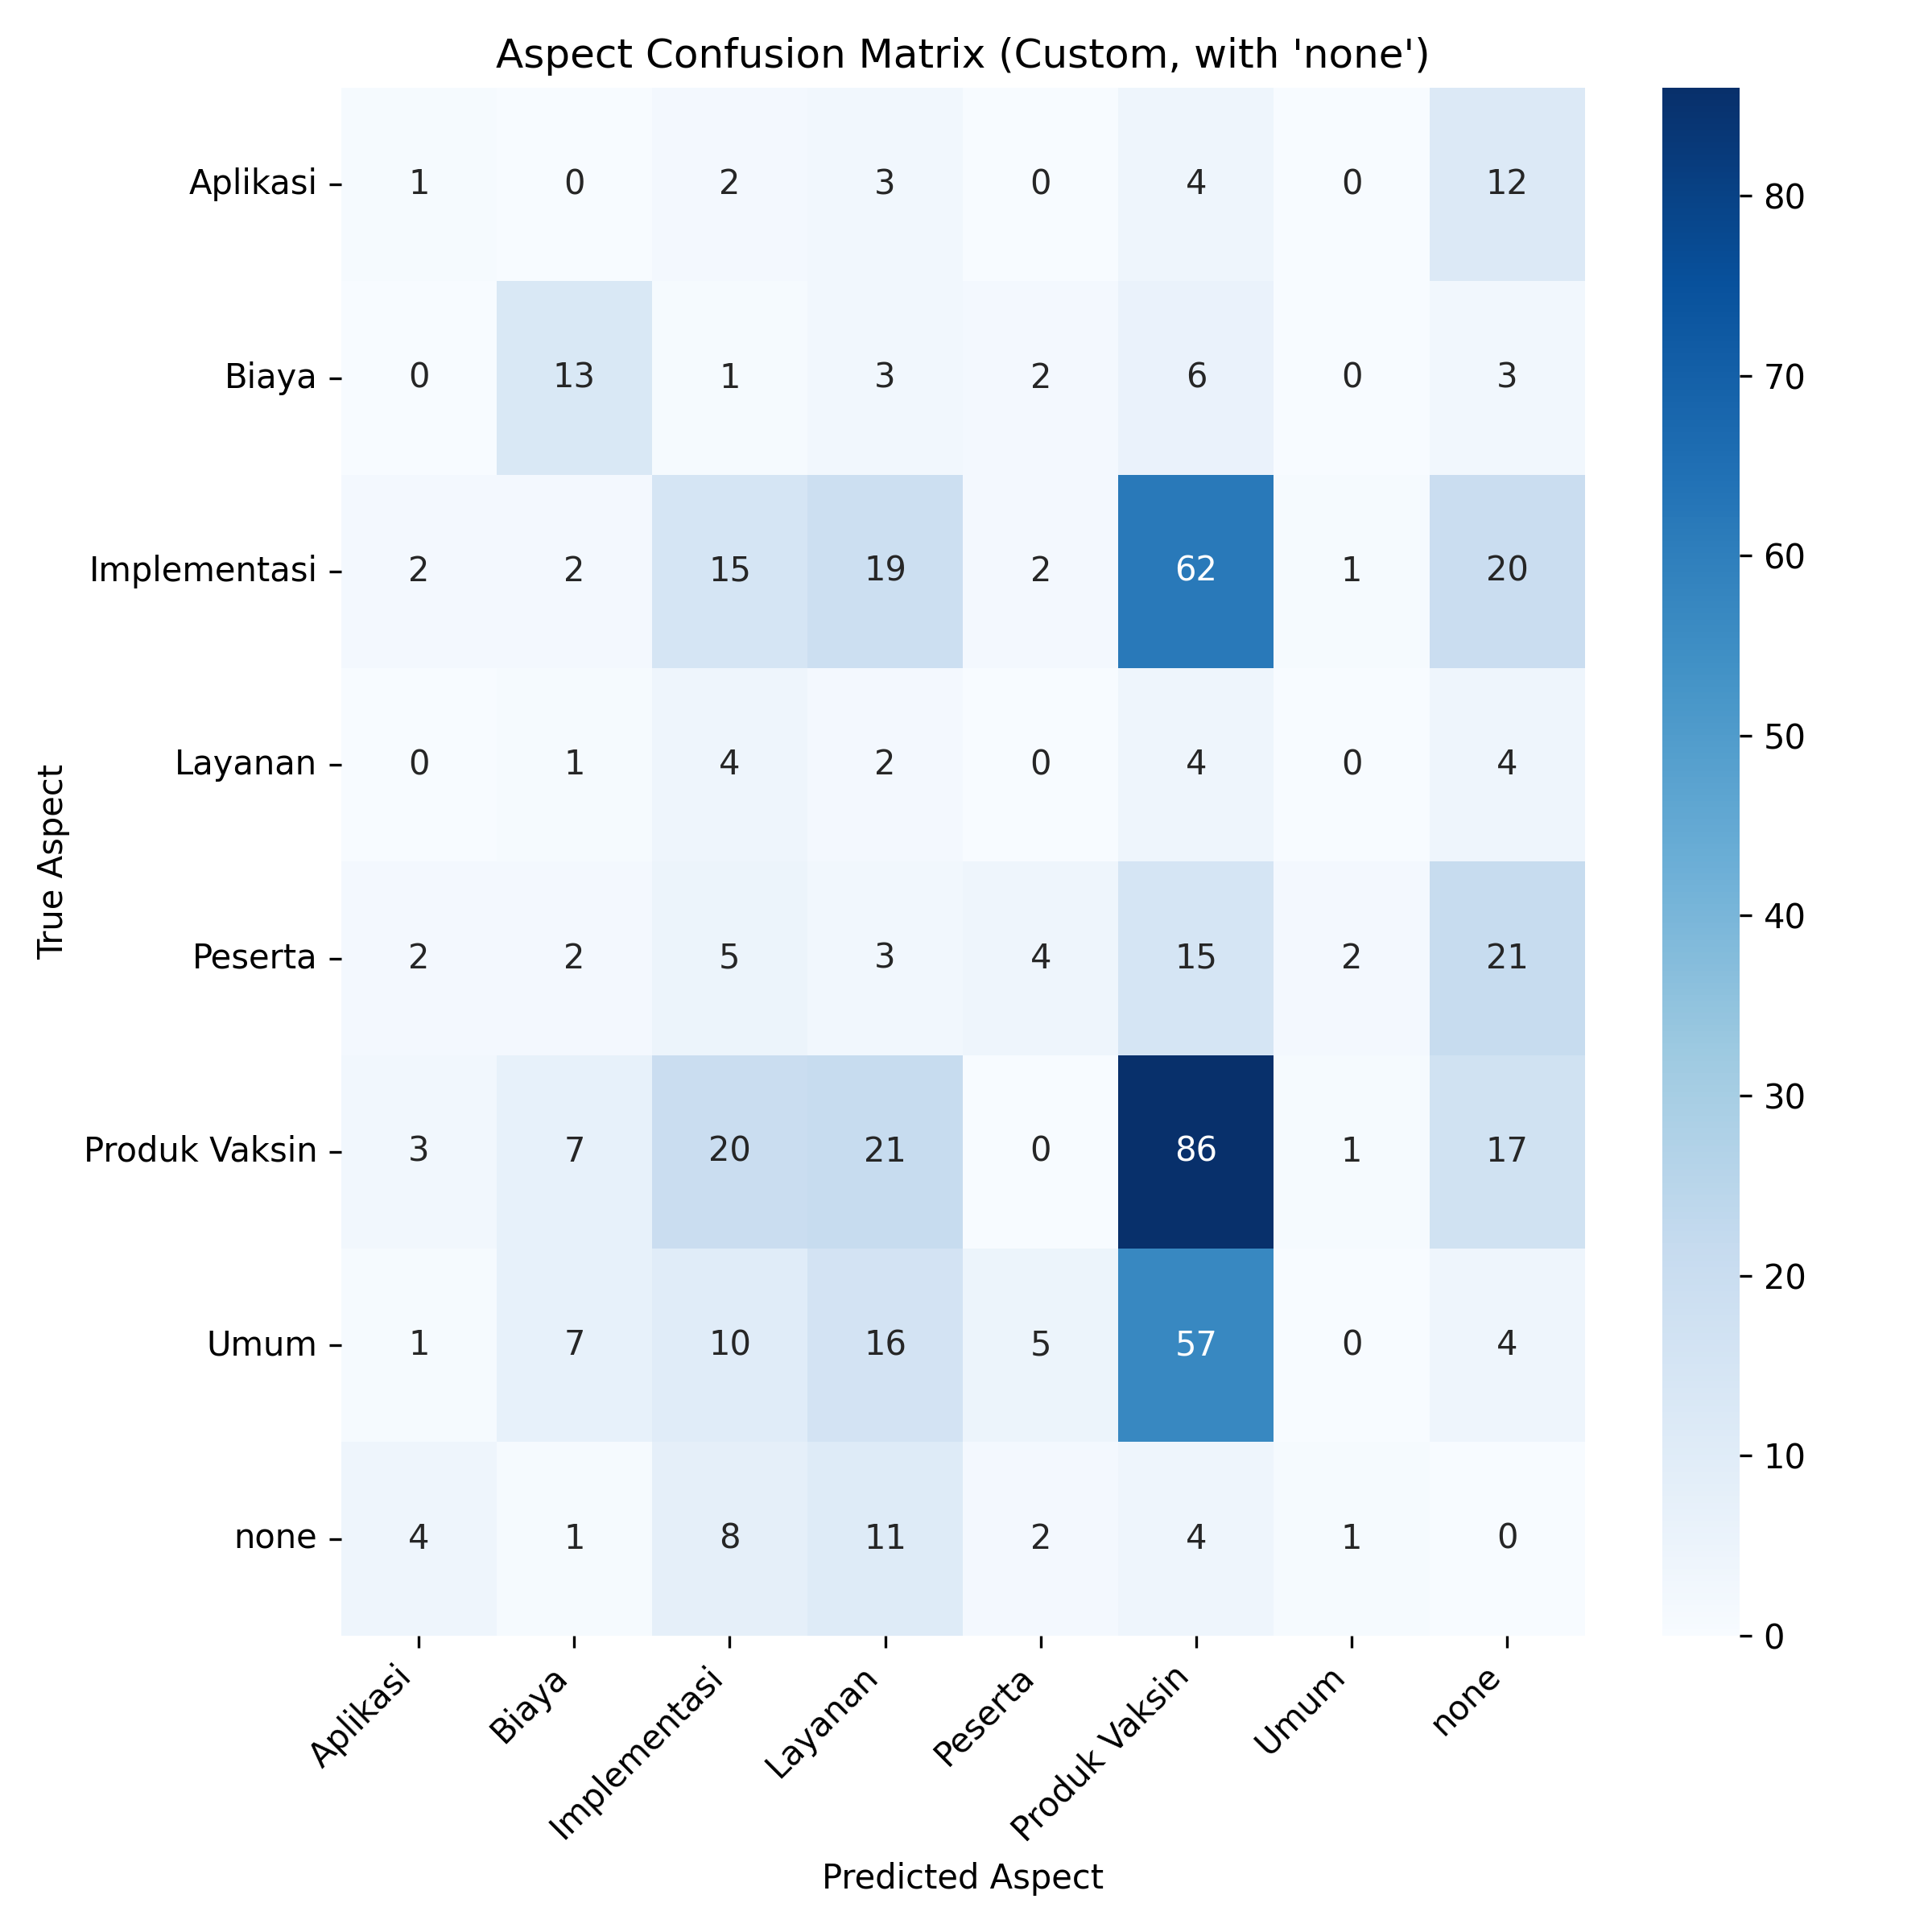 Aspect Confusion Matrix (Custom, with 'none')
True Aspect
Aplikasi 1 0 2 3 0 4 0 12
Biaya 0 13 1 3 2 6 0 3
Implementasi 2 2 15 19 2 62 1 20
Layanan 0 1 4 2 0 4 0 4
Peserta 2 2 5 3 4 15 2 21
Produk Vaksin 3 7 20 21 0 86 1 17
Umum 1 7 10 16 5 57 0 4
none 4 1 8 11 2 4 1 0
Aplikasi Biaya Implementasi Layanan Peserta Produk Vaksin Umum none
Predicted Aspect
80
70
60
50
40
30
20
10
0